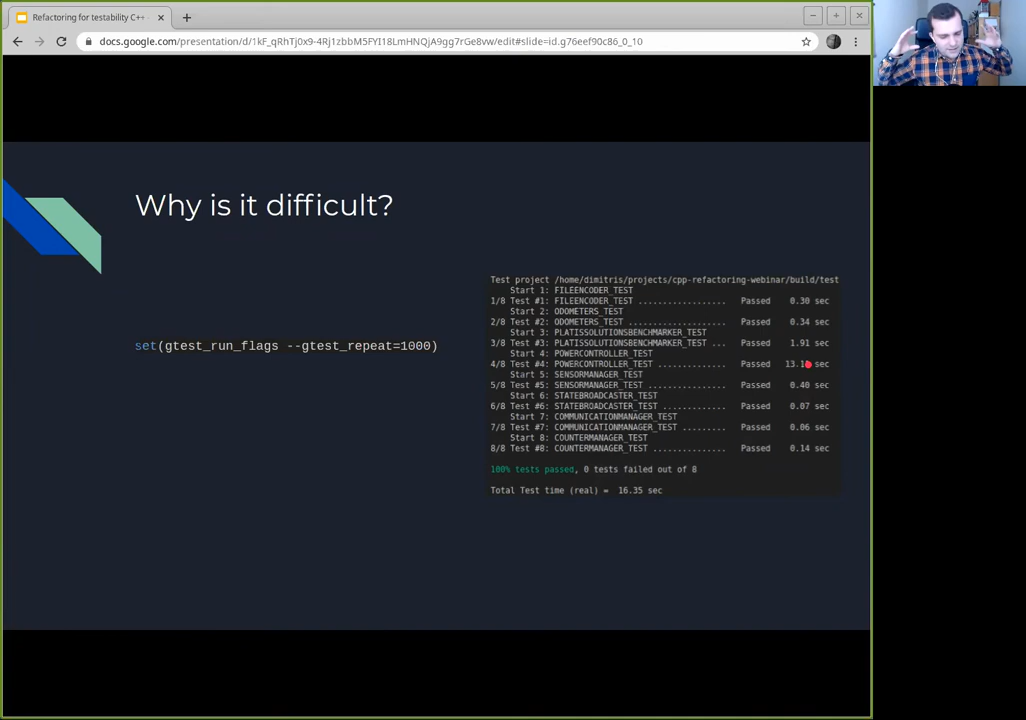 Refactoring for testability C++ -
docs.google.com/presentation/d/1kF_qRhTj0x9-4Rj1zbbM5FYI18LmHNQjA9gg7rGe8vw/edit#slide=id.g76eef90c86_0_10
Why is it difficult?
set(gtest_run_flags --gtest_repeat=1000)
Test project /home/dimitris/projects/cpp-refactoring-webinar/build/test
Start 1: FILEENCODER_TEST
1/8 Test #1: FILEENCODER_TEST .................. Passed 0.30 sec
Start 2: ODOMETERS_TEST
2/8 Test #2: ODOMETERS_TEST .................... Passed 0.34 sec
Start 3: PLATISSOLUTIONSBENCHMARKER_TEST
3/8 Test #3: PLATISSOLUTIONSBENCHMARKER_TEST ... Passed 1.91 sec
Start 4: POWERCONTROLLER_TEST
4/8 Test #4: POWERCONTROLLER_TEST .............. Passed sec
Start 5: SENSORMANAGER_TEST
5/8 Test #5: SENSORMANAGER_TEST ................ Passed 0.40 sec
Start 6: STATEBROADCASTER_TEST
6/8 Test #6: STATEBROADCASTER_TEST ............. Passed 0.07 sec
Start 7: COMMUNICATIONMANAGER_TEST
7/8 Test #7: COMMUNICATIONMANAGER_TEST ......... Passed 0.06 sec
Start 8: COUNTERMANAGER_TEST
8/8 Test #8: COUNTERMANAGER_TEST ............... Passed 0.14 sec
100% tests passed, 0 tests failed out of 8
Total Test time (real) = 16.35 sec